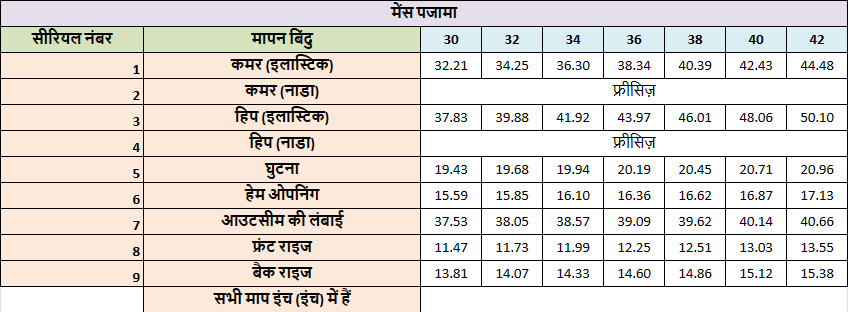 मेंस पजामा
सीरियल नंबर मापन बिंदु 30 32 34 36 38 40 42
1 कमर (इलास्टिक) 32.21 34.25 36.30 38.34 40.39 42.43 44.48
2 कमर (नाडा) फ्रीसिज़
3 हिप (इलास्टिक) 37.83 39.88 41.92 43.97 46.01 48.06 50.10
4 हिप (नाडा) फ्रीसिज़
5 घुटना 19.43 19.68 19.94 20.19 20.45 20.71 20.96
6 हेम ओपनिंग 15.59 15.85 16.10 16.36 16.62 16.87 17.13
7 आउटसीम की लंबाई 37.53 38.05 38.57 39.09 39.62 40.14 40.66
8 फ्रंट राइज 11.47 11.73 11.99 12.25 12.51 13.03 13.55
9 बैक राइज 13.81 14.07 14.33 14.60 14.86 15.12 15.38
सभी माप इंच (इंच) में हैं